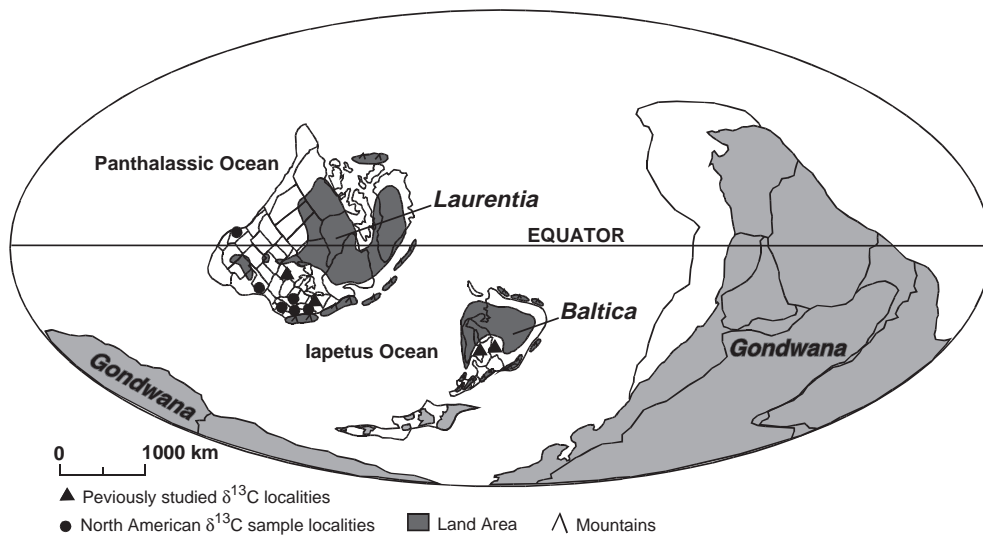 Panthalassic Ocean
Laurentia
EQUATOR
Baltica
Iapetus Ocean
Gondwana
Gondwana
0 1000 km
Peviously studied δ¹³C localities
North American δ¹³C sample localities
Land Area
Mountains